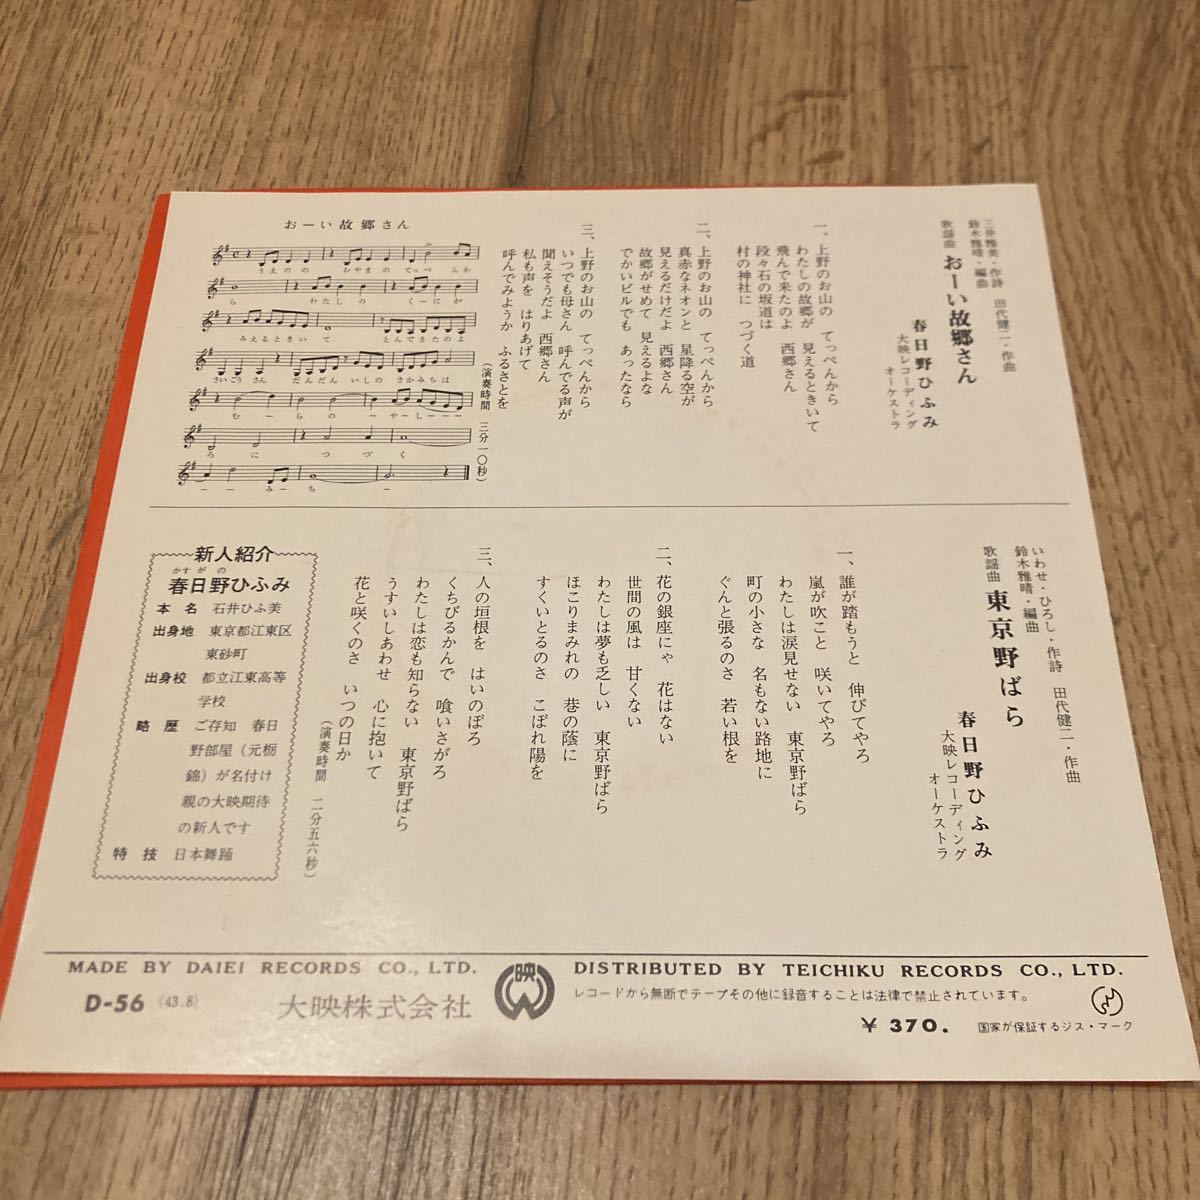 三井雅美・作詩 田代健二・作曲
鈴木雅晴・編曲
歌謡曲 おーい故郷さん
春日野ひふみ
大映レコーディング
オーケストラ
一、上野のお山の てっぺんから
わたしの故郷が 見えるときいて
飛んで来たのよ 西郷さん
段々石の坂道は
村の神社に つづく道
二、上野のお山の てっぺんから
真赤なネオンと 星降る空が
見えるだけだよ 西郷さん
故郷がせめて 見えるよな
でかいビルでも あったなら
三、上野のお山の てっぺんから
いつでも母さん 呼んでる声が
聞えそうだよ 西郷さん
私も声を はりあげて
呼んでみようか ふるさとを
(演奏時間 三分一〇秒)
おーい故郷さん
うえのの おやまの てっぺ んか
ら わたしの くーにが
みえるときいて とんできたのよ
さいごうさん だんだん いしの さかみちは
むーらの ーやーしーーー
ろに つづく
ーーみーち ー
いわせ・ひろし・作詩 田代健二・作曲
鈴木雅晴・編曲
歌謡曲 東京野ばら
春日野ひふみ
大映レコーディング
オーケストラ
一、誰が踏もうと 伸びてやろ
嵐が吹こと 咲いてやろ
わたしは涙見せない 東京野ばら
町の小さな 名もない路地に
ぐんと張るのさ 若い根を
二、花の銀座にゃ 花はない
世間の風は 甘くない
わたしは夢も乏しい 東京野ばら
ほこりまみれの 巷の蔭に
すくいとるのさ こぼれ陽を
三、人の垣根を はいのぼろ
くちびるかんで 喰いさがろ
わたしは恋も知らない 東京野ばら
うすいしあわせ 心に抱いて
花と咲くのさ いつの日か
(演奏時間 二分五六秒)
新人紹介
かすがの
春日野ひふみ
本名 石井ひふ美
出身地 東京都江東区
東砂町
出身校 都立江東高等
学校
略歴 ご存知 春日
野部屋（元栃
錦）が名付け
親の大映期待
の新人です
特技 日本舞踊
MADE BY DAIEI RECORDS CO., LTD.
D-56 (43.8) 大映株式会社
映
DISTRIBUTED BY TEICHIKU RECORDS CO., LTD.
レコードから無断でテープその他に録音することは法律で禁止されています。
￥ 370. 国家が保証するジス・マーク